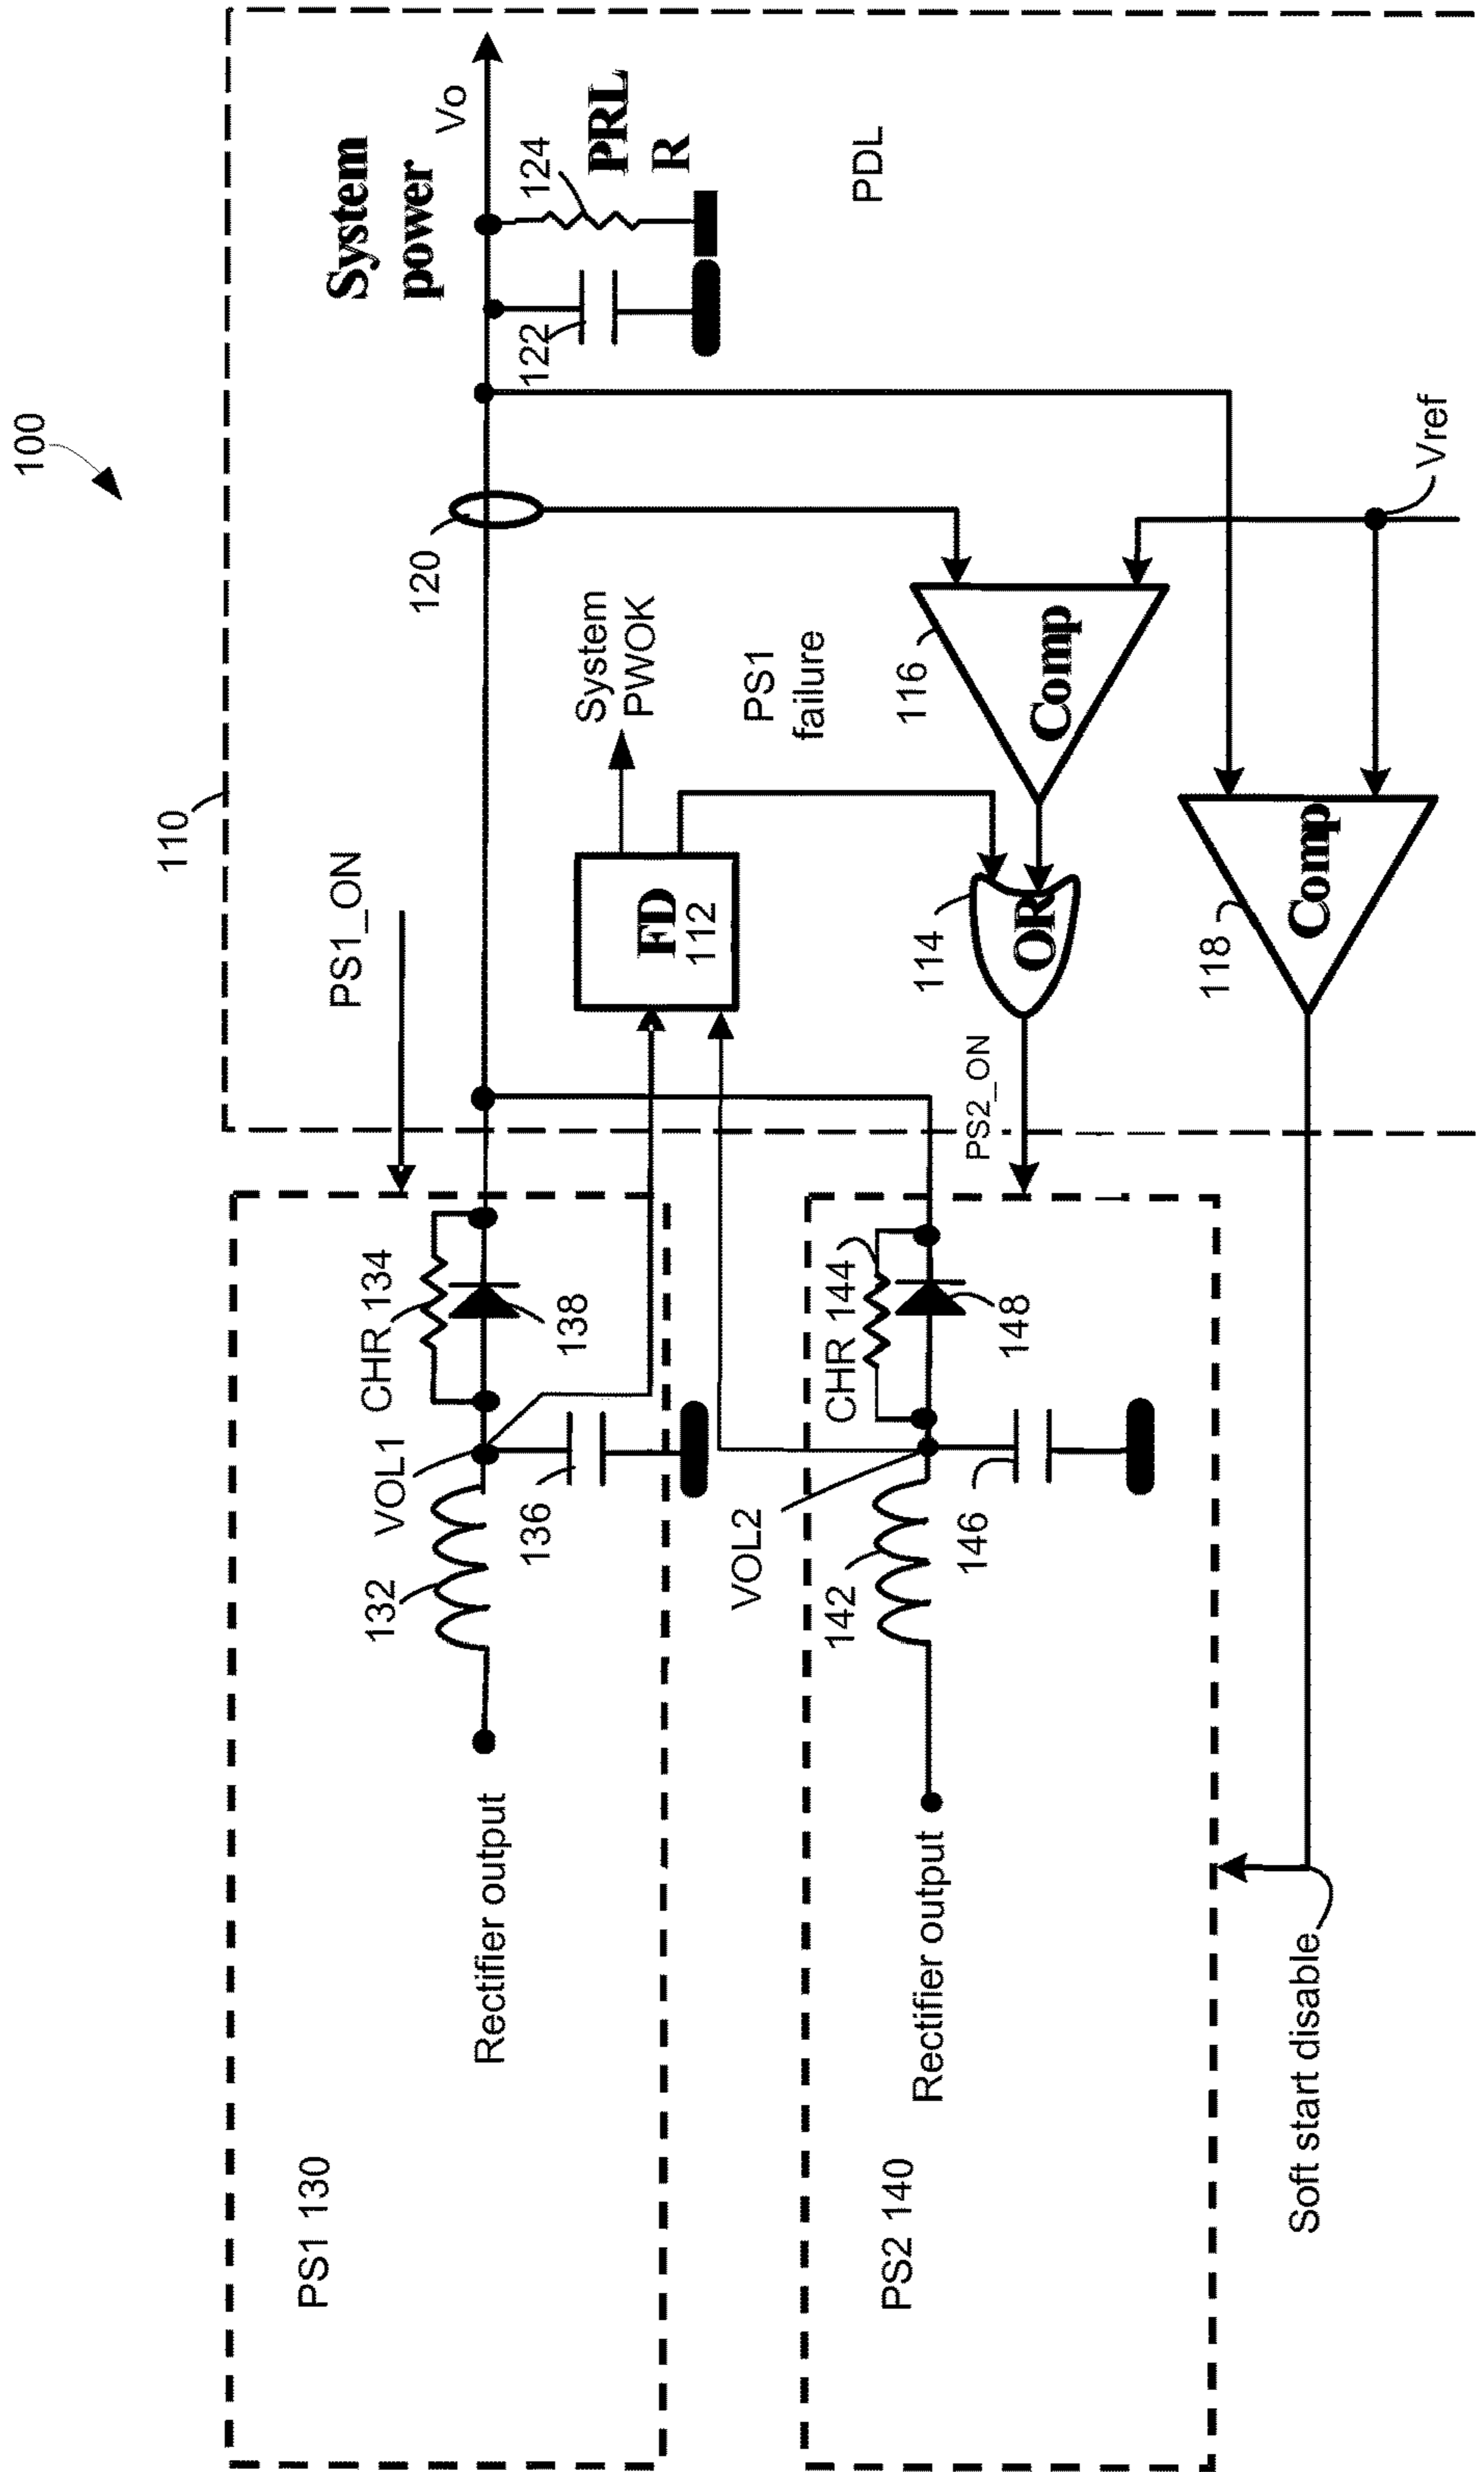 100
110
PS1_ON
System
power
Vo
120
122
124
PRL
R
PDL
System
PWOK
FD
112
PS1
failure
116
Comp
114
OR
PS2_ON
118
Comp
Vref
PS1 130
Rectifier output
132
VOL1
CHR 134
136
138
PS2 140
Rectifier output
142
VOL2
CHR 144
146
148
Soft start disable